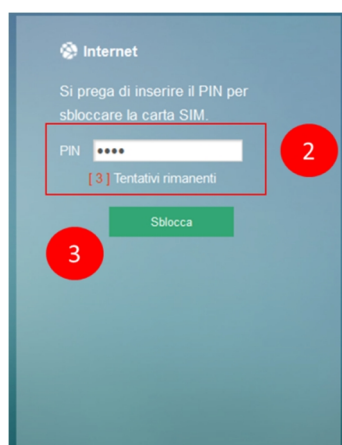 Internet
Si prega di inserire il PIN per
sbloccare la carta SIM.
PIN ••••
2
[ 3 ] Tentativi rimanenti
Sblocca
3